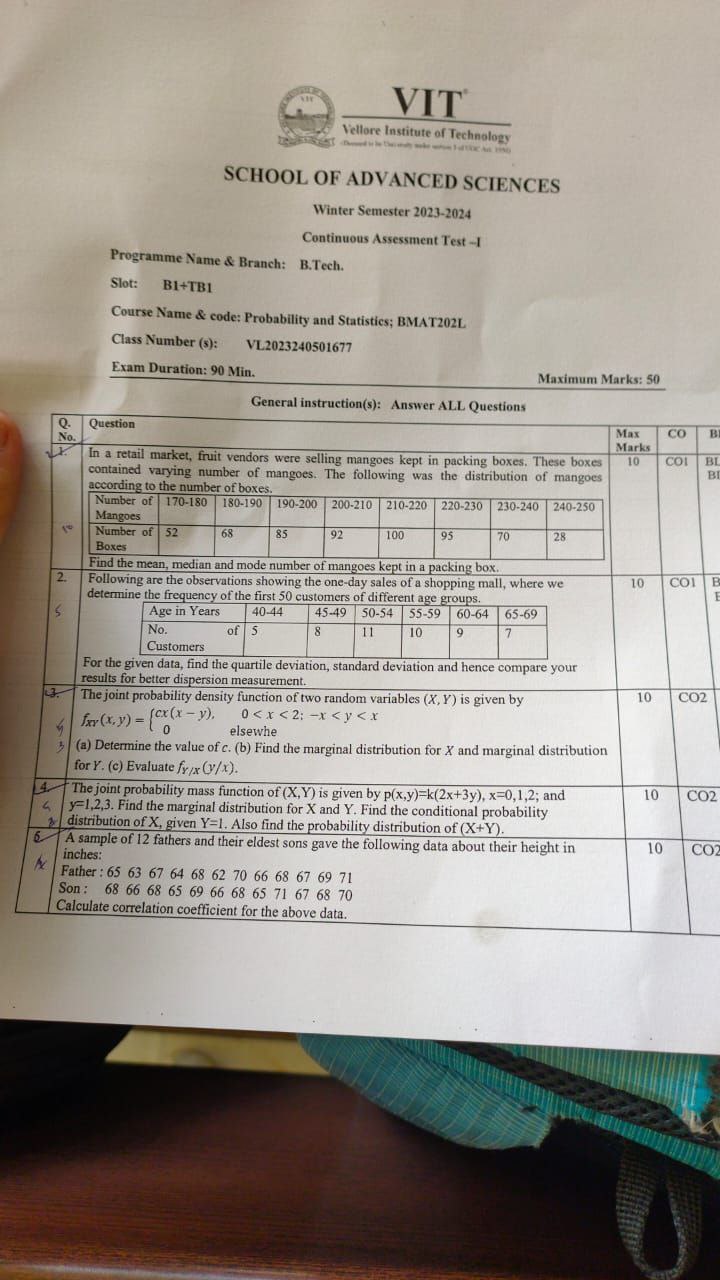 VIT
Vellore Institute of Technology
(Deemed to be University under section 3 of UGC Act, 1956)
SCHOOL OF ADVANCED SCIENCES
Winter Semester 2023-2024
Continuous Assessment Test –I
Programme Name & Branch: B.Tech.
Slot: B1+TB1
Course Name & code: Probability and Statistics; BMAT202L
Class Number (s): VL2023240501677
Exam Duration: 90 Min.
Maximum Marks: 50
General instruction(s): Answer ALL Questions
Q. No. Question Max Marks CO
1. In a retail market, fruit vendors were selling mangoes kept in packing boxes. These boxes 10 CO1 BL
contained varying number of mangoes. The following was the distribution of mangoes
according to the number of boxes.
Number of Mangoes 170-180 180-190 190-200 200-210 210-220 220-230 230-240 240-250
Number of Boxes 52 68 85 92 100 95 70 28
Find the mean, median and mode number of mangoes kept in a packing box.
2. Following are the observations showing the one-day sales of a shopping mall, where we 10 CO1
determine the frequency of the first 50 customers of different age groups.
Age in Years 40-44 45-49 50-54 55-59 60-64 65-69
No. of Customers 5 8 11 10 9 7
For the given data, find the quartile deviation, standard deviation and hence compare your
results for better dispersion measurement.
3. The joint probability density function of two random variables (X, Y) is given by 10 CO2
fXY(x, y) = {cx(x − y), 0 < x < 2; −x < y < x
0 elsewhe
(a) Determine the value of c. (b) Find the marginal distribution for X and marginal distribution
for Y. (c) Evaluate fY/X(y/x).
4. The joint probability mass function of (X,Y) is given by p(x,y)=k(2x+3y), x=0,1,2; and 10 CO2
y=1,2,3. Find the marginal distribution for X and Y. Find the conditional probability
distribution of X, given Y=1. Also find the probability distribution of (X+Y).
A sample of 12 fathers and their eldest sons gave the following data about their height in 10 CO2
inches:
Father : 65 63 67 64 68 62 70 66 68 67 69 71
Son : 68 66 68 65 69 66 68 65 71 67 68 70
Calculate correlation coefficient for the above data.